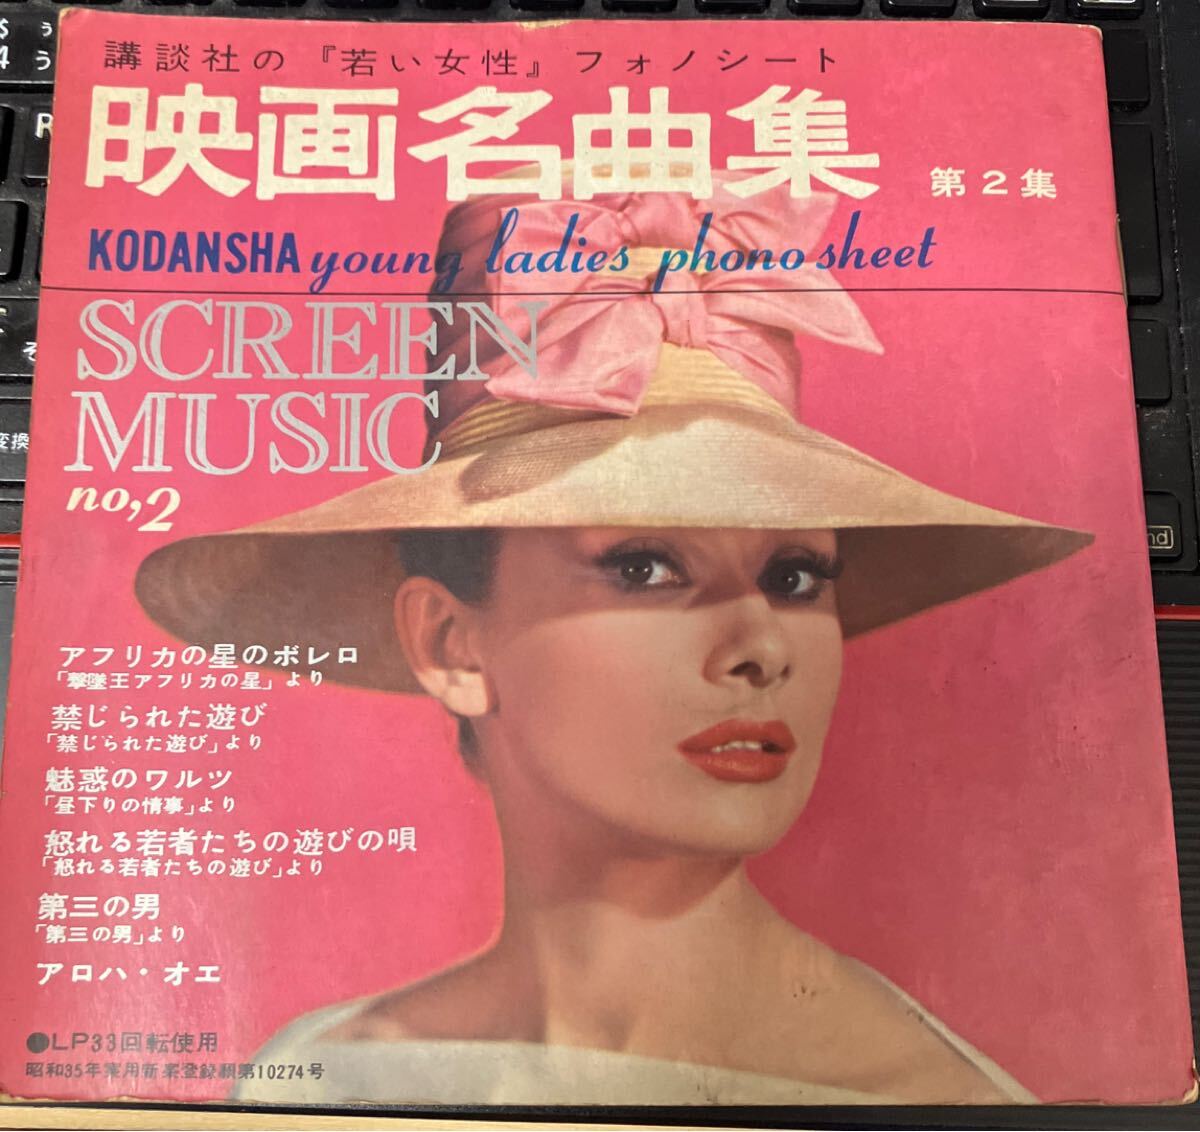 講談社の『若い女性』フォノシート
映画名曲集 第2集
KODANSHA young ladies phono sheet
SCREEN
MUSIC
no,2
アフリカの星のボレロ
「撃墜王アフリカの星」より
禁じられた遊び
「禁じられた遊び」より
魅惑のワルツ
「昼下りの情事」より
怒れる若者たちの遊びの唄
「怒れる若者たちの遊び」より
第三の男
「第三の男」より
アロハ・オエ
●LP33回転使用
昭和35年実用新案登録願第10274号